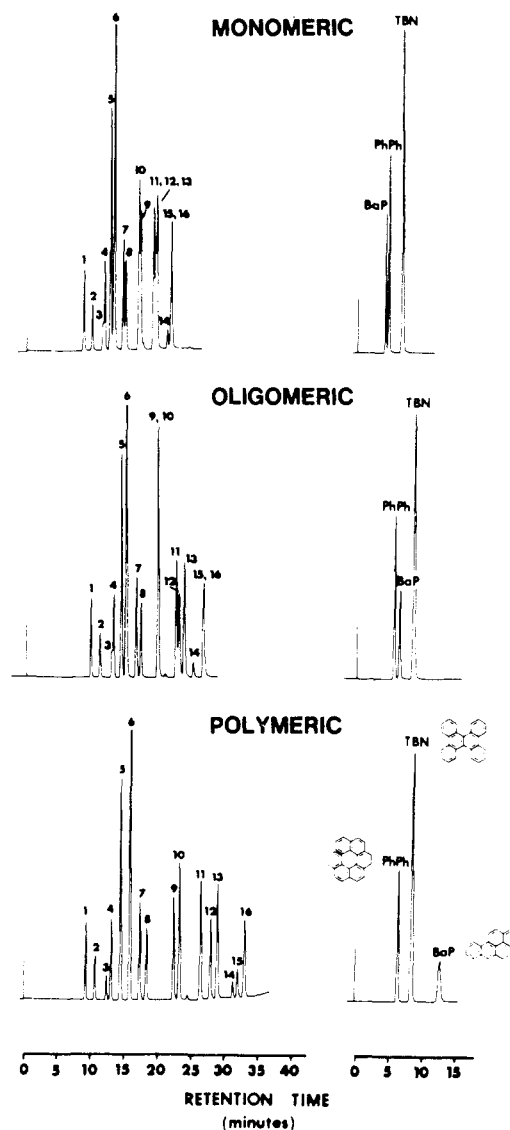 MONOMERIC
1
2
3
4
5
6
7
8
10
9
11, 12, 13
14
15, 16
BaP
PhPh
TBN
OLIGOMERIC
1
2
3
4
5
6
7
8
9, 10
11
12
13
14
15, 16
PhPh
BaP
TBN
POLYMERIC
1
2
3
4
5
6
7
8
9
10
11
12
13
14
15
16
PhPh
TBN
BaP
0 5 10 15 20 25 30 35 40
0 5 10 15
RETENTION TIME
(minutes)